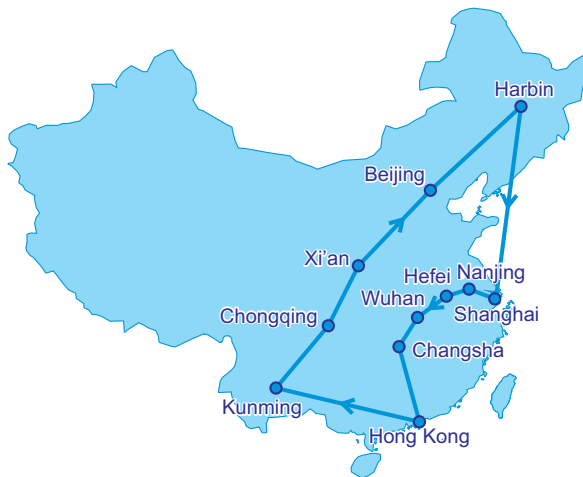 Harbin
Beijing
Xi’an
Nanjing
Hefei
Wuhan
Shanghai
Chongqing
Changsha
Kunming
Hong Kong